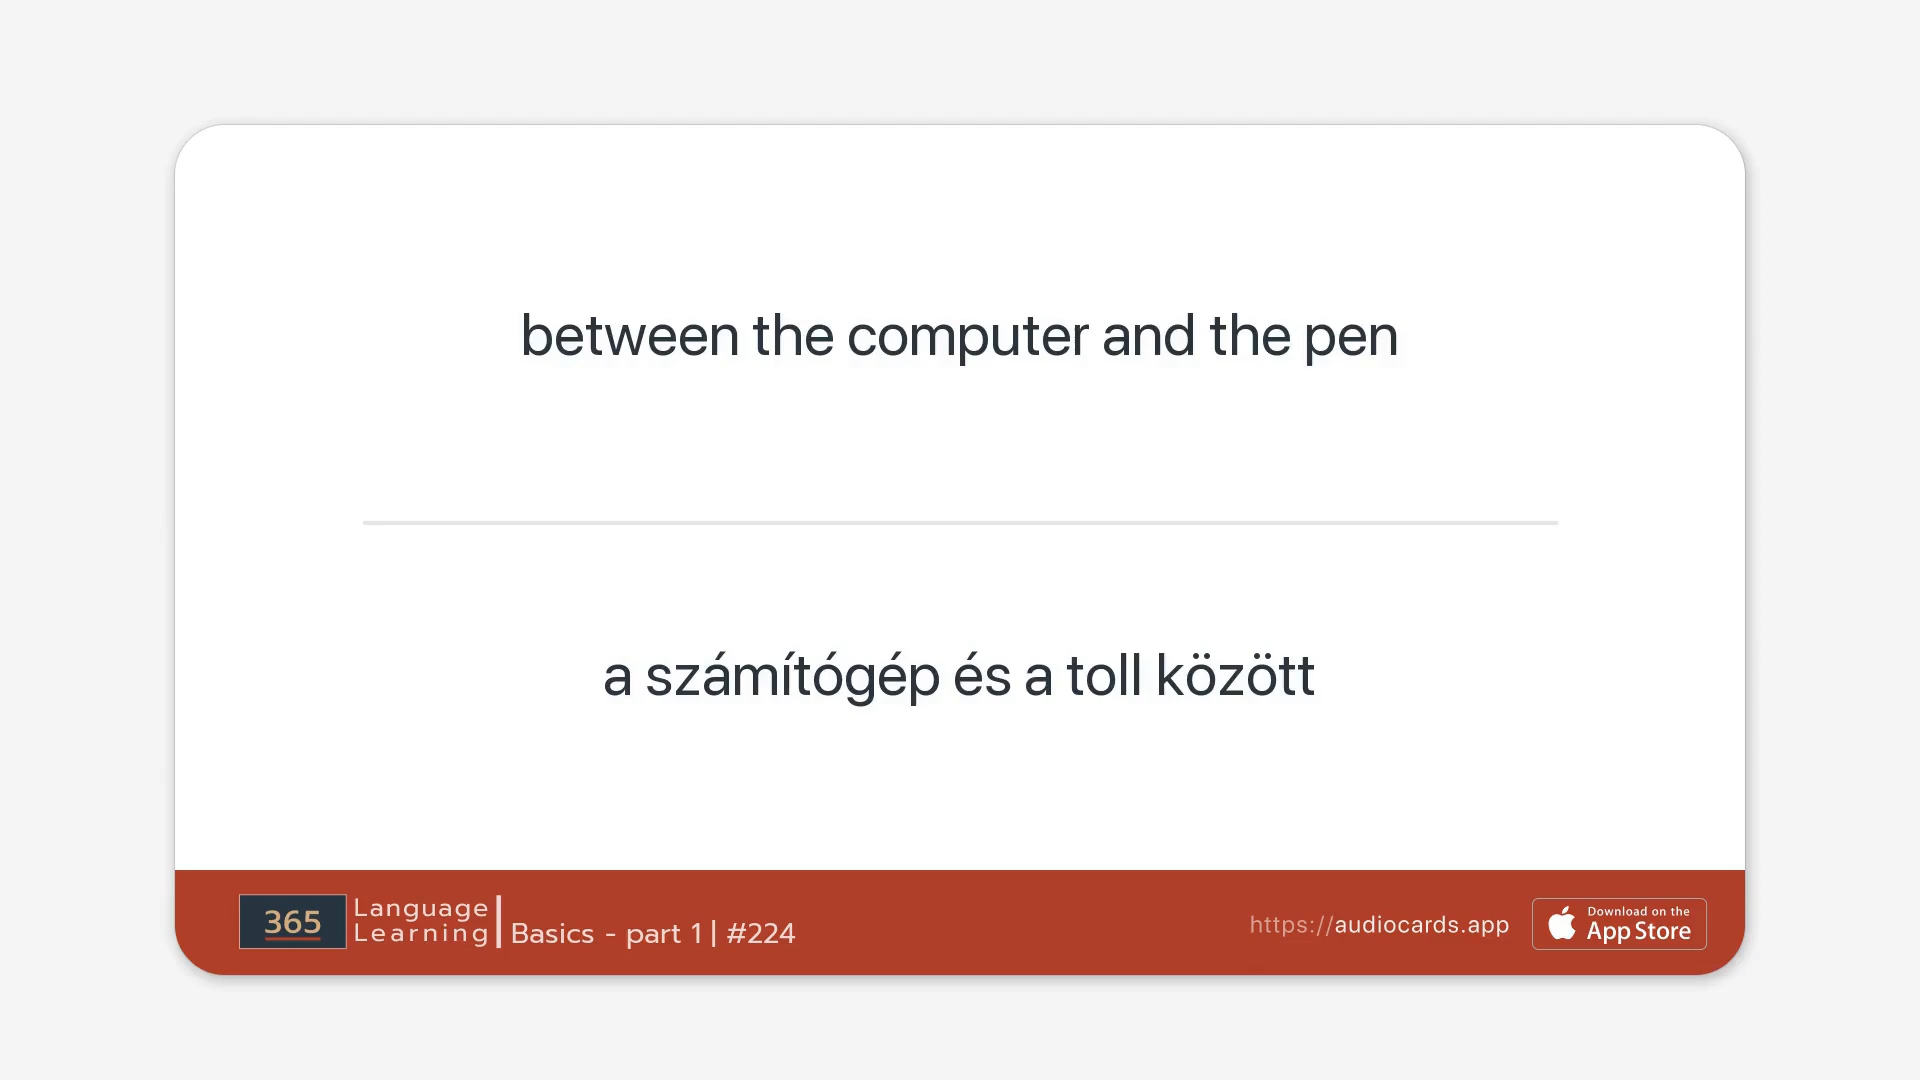 between the computer and the pen
a számítógép és a toll között
365
Language
Learning
Basics - part 1 | #224
https://audiocards.app
Download on the
App Store